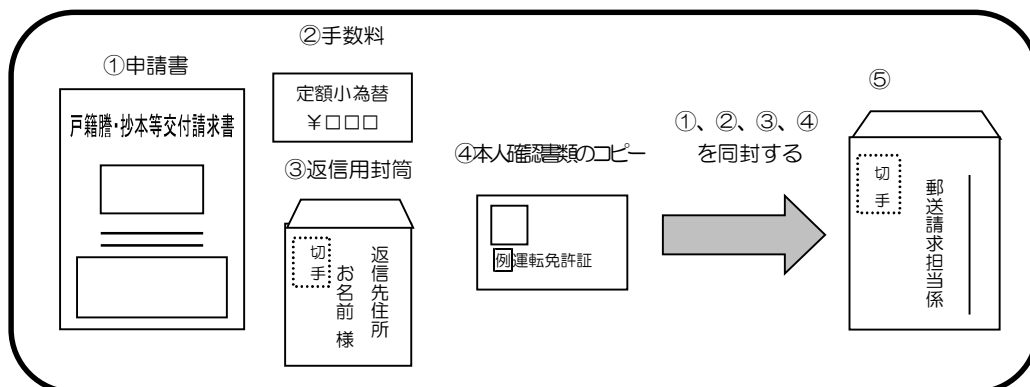 ①申請書
戸籍謄・抄本等交付請求書
②手数料
定額小為替
￥□□□
③返信用封筒
切手
返信先住所
お名前 様
④本人確認書類のコピー
例運転免許証
①、②、③、④
を同封する
⑤
切手
郵送請求担当係